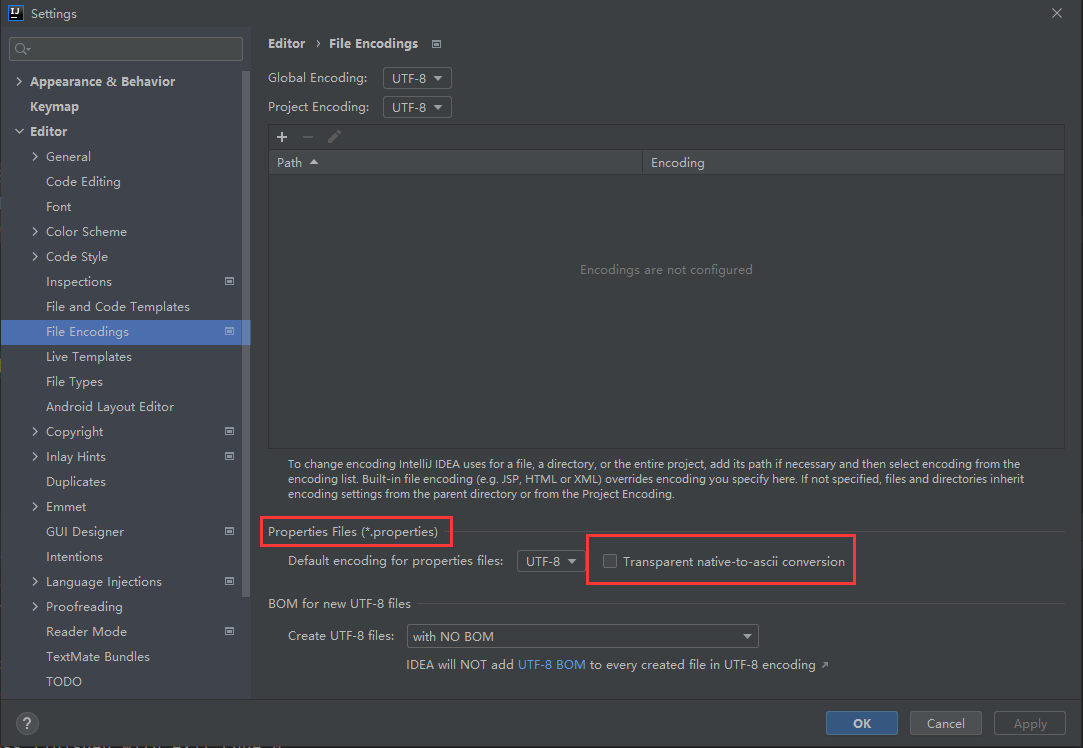 IJ
Settings
Appearance & Behavior
Keymap
Editor
General
Code Editing
Font
Color Scheme
Code Style
Inspections
File and Code Templates
File Encodings
Live Templates
File Types
Android Layout Editor
Copyright
Inlay Hints
Duplicates
Emmet
GUI Designer
Intentions
Language Injections
Proofreading
Reader Mode
TextMate Bundles
TODO
Editor › File Encodings
Global Encoding: UTF-8
Project Encoding: UTF-8
Path Encoding
Encodings are not configured
To change encoding IntelliJ IDEA uses for a file, a directory, or the entire project, add its path if necessary and then select encoding from the
encoding list. Built-in file encoding (e.g. JSP, HTML or XML) overrides encoding you specify here. If not specified, files and directories inherit
encoding settings from the parent directory or from the Project Encoding.
Properties Files (*.properties)
Default encoding for properties files: UTF-8 Transparent native-to-ascii conversion
BOM for new UTF-8 files
Create UTF-8 files: with NO BOM
IDEA will NOT add UTF-8 BOM to every created file in UTF-8 encoding ↗
?
OK Cancel Apply